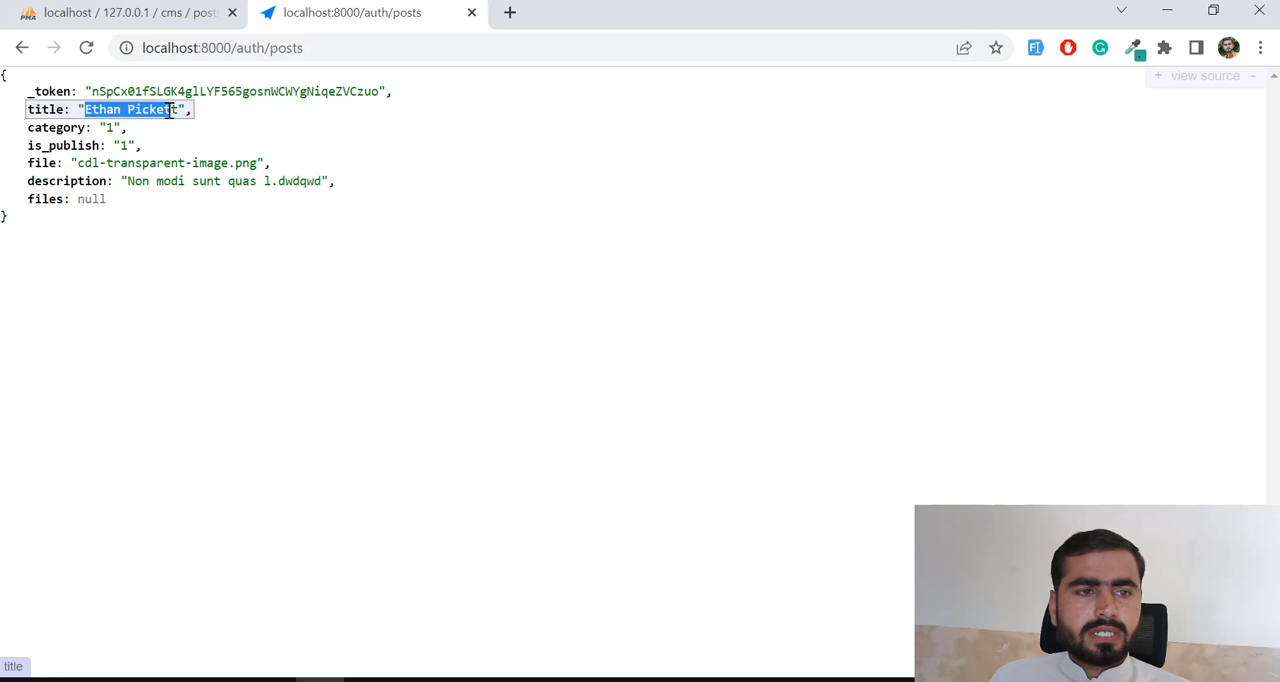 localhost / 127.0.0.1 / cms / post
localhost:8000/auth/posts
localhost:8000/auth/posts
+ view source -
{
_token: "nSpCx01fSLGK4glLYF565gosnWCWYgNiqeZVCzuo",
title: "Ethan Pickett",
category: "1",
is_publish: "1",
file: "cdl-transparent-image.png",
description: "Non modi sunt quas l.dwdqwd",
files: null
}
title